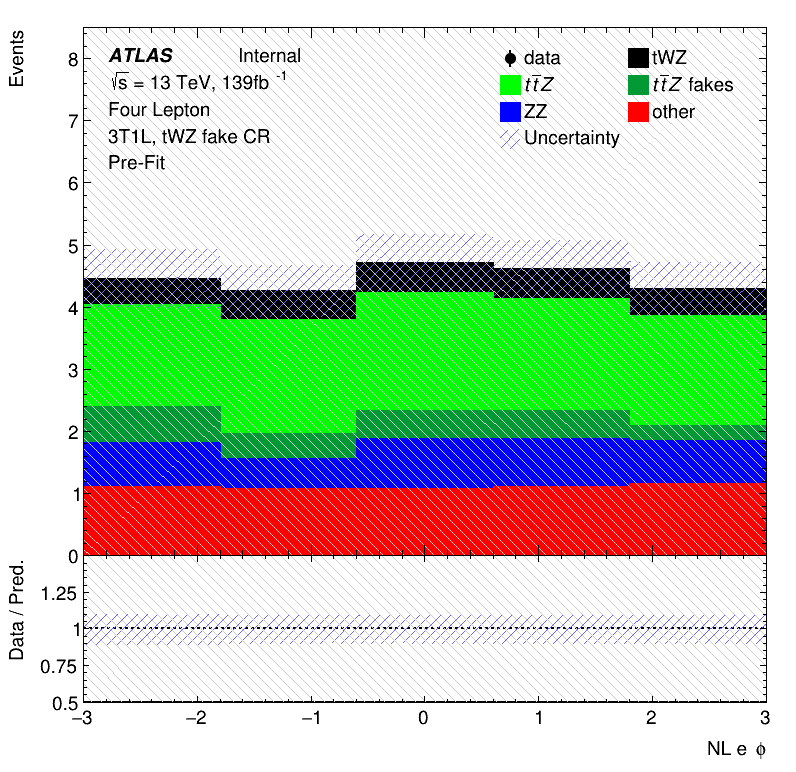 Events
ATLAS Internal
√s = 13 TeV, 139fb⁻¹
Four Lepton
3T1L, tWZ fake CR
Pre-Fit
data tWZ
tt̅Z tt̅Z fakes
ZZ other
Uncertainty
8
7
6
5
4
3
2
1
0
Data / Pred.
1.25
1
0.75
0.5
−3 −2 −1 0 1 2 3
NL e ϕ